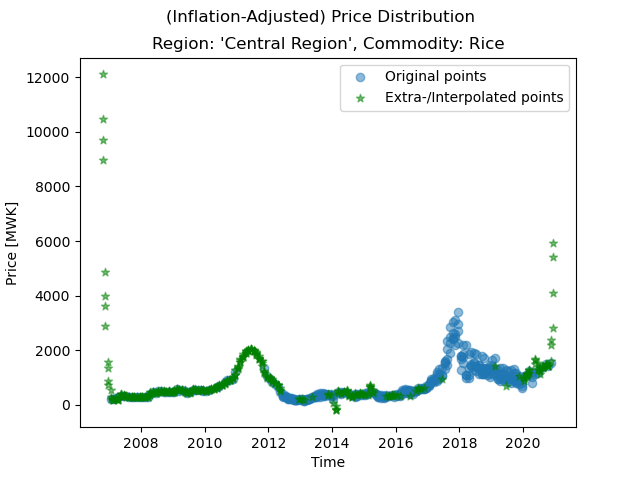 (Inflation-Adjusted) Price Distribution
Region: 'Central Region', Commodity: Rice
Original points
Extra-/Interpolated points
12000
10000
8000
6000
4000
2000
0
Price [MWK]
2008 2010 2012 2014 2016 2018 2020
Time